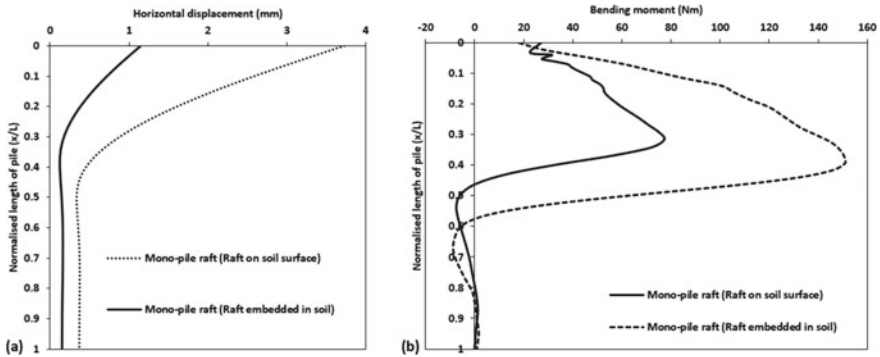 Horizontal displacement (mm)
0 1 2 3 4
0
0.1
0.2
0.3
0.4
0.5
0.6
0.7
0.8
0.9
1
Normalised length of pile (x/L)
Mono-pile raft (Raft on soil surface)
Mono-pile raft (Raft embedded in soil)
(a)
Bending moment (Nm)
-20 0 20 40 60 80 100 120 140 160
0
0.1
0.2
0.3
0.4
0.5
0.6
0.7
0.8
0.9
1
Normalised length of pile (x/L)
Mono-pile raft (Raft on soil surface)
Mono-pile raft (Raft embedded in soil)
(b)